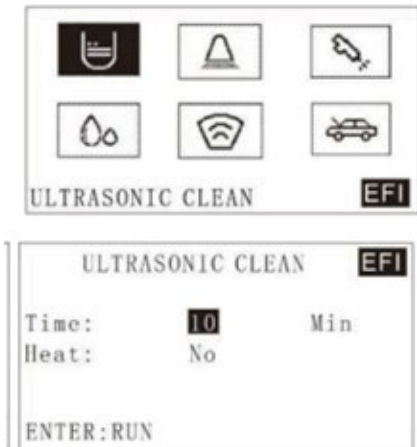 ULTRASONIC CLEAN EFI
ULTRASONIC CLEAN EFI
Time: 10 Min
Heat: No
ENTER:RUN